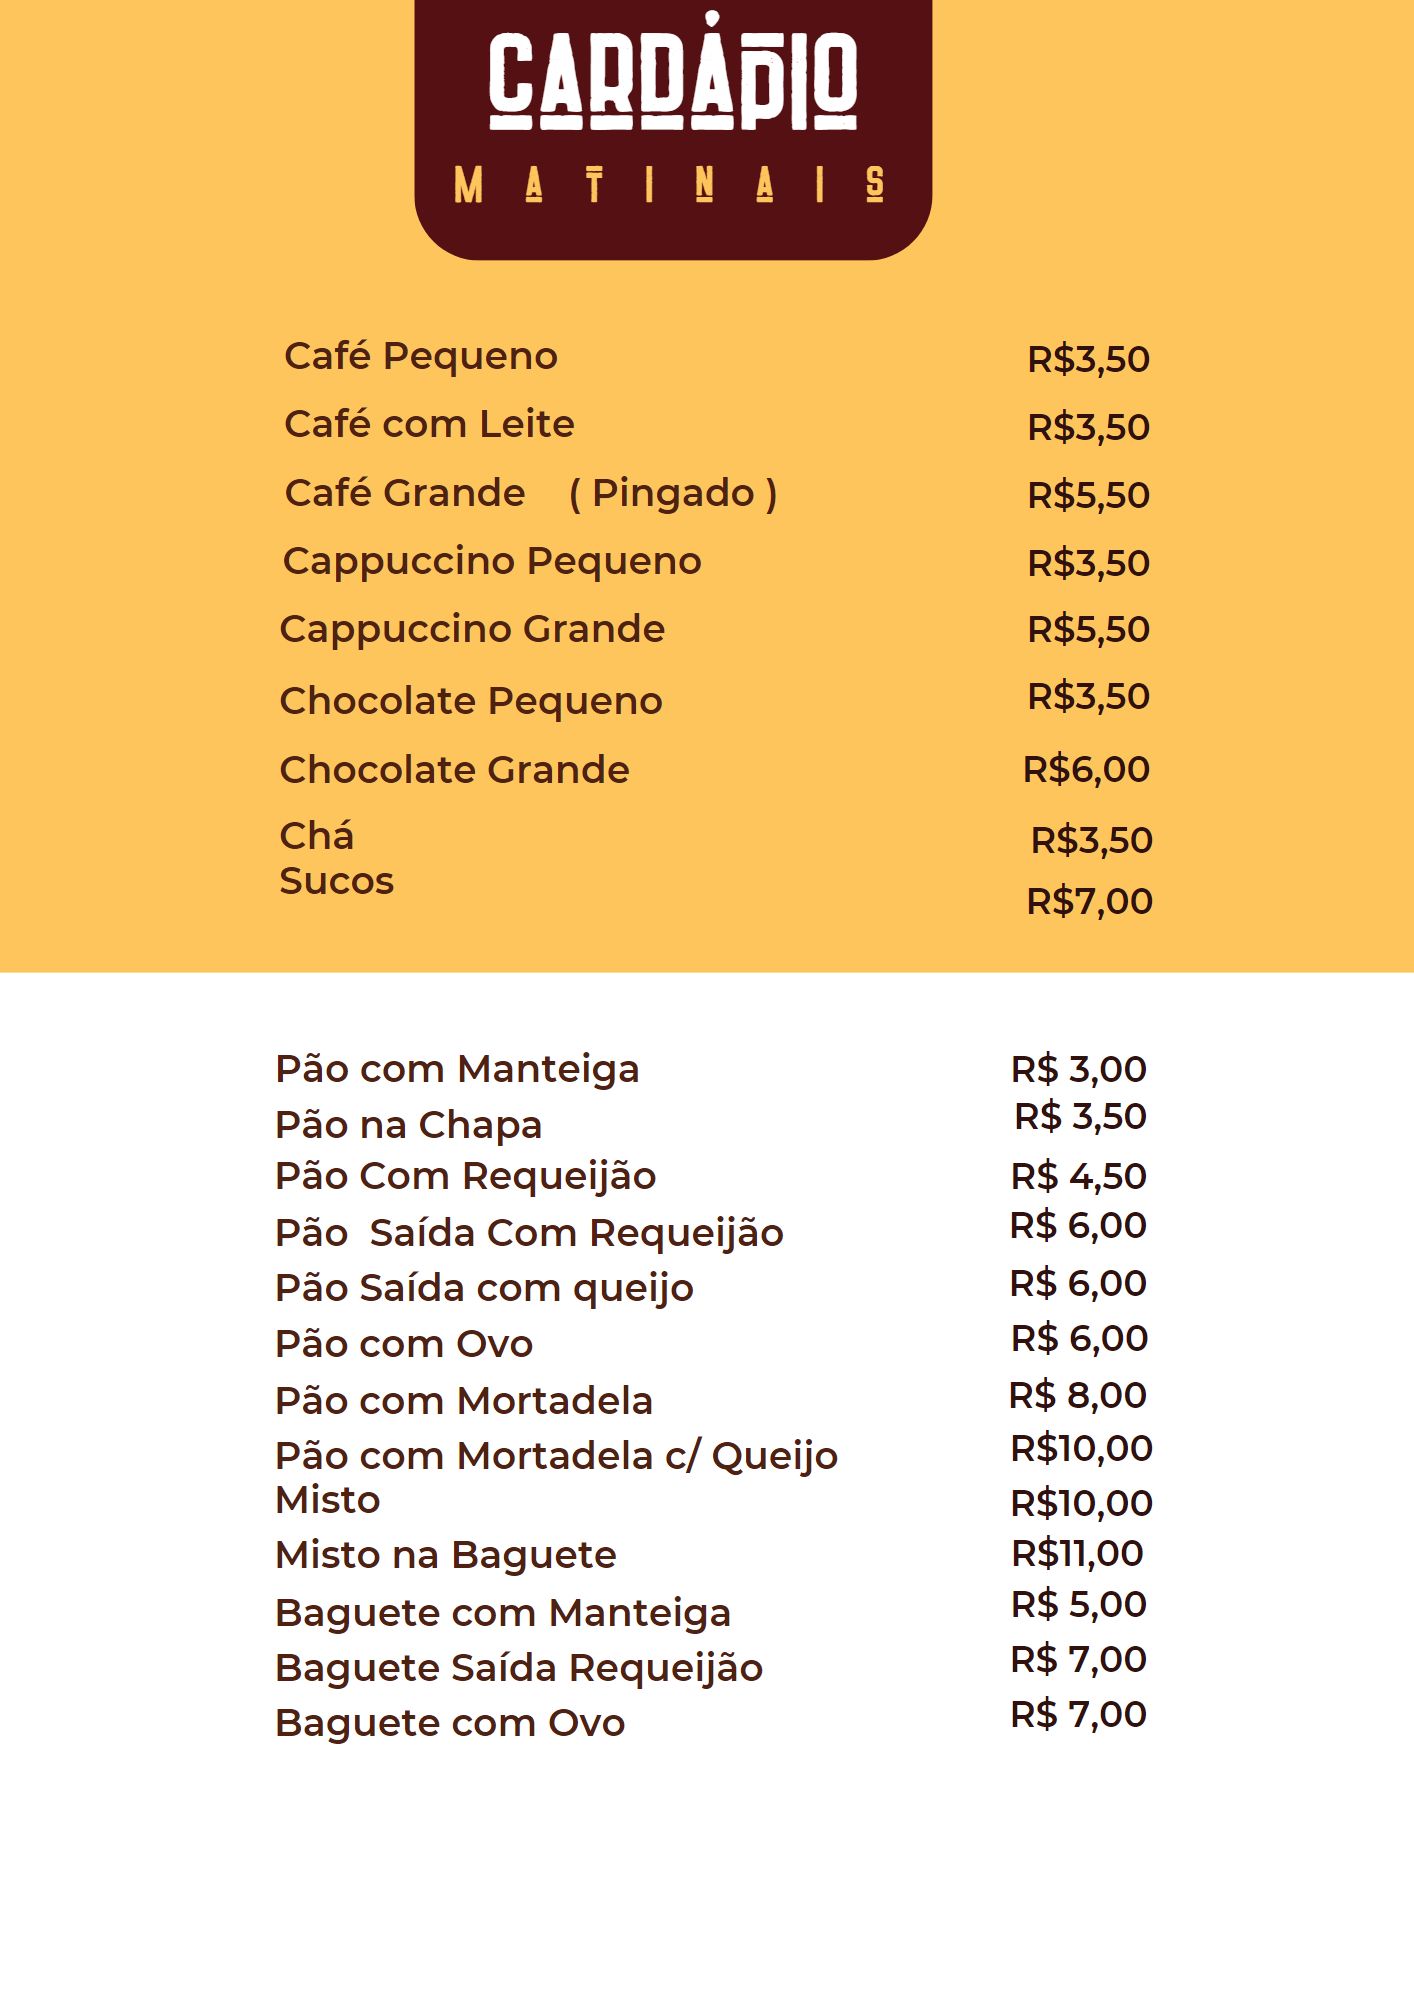 CARDÁPIO
MATINAIS
Café Pequeno R$3,50
Café com Leite R$3,50
Café Grande ( Pingado ) R$5,50
Cappuccino Pequeno R$3,50
Cappuccino Grande R$5,50
Chocolate Pequeno R$3,50
Chocolate Grande R$6,00
Chá R$3,50
Sucos R$7,00
Pão com Manteiga R$ 3,00
Pão na Chapa R$ 3,50
Pão Com Requeijão R$ 4,50
Pão Saída Com Requeijão R$ 6,00
Pão Saída com queijo R$ 6,00
Pão com Ovo R$ 6,00
Pão com Mortadela R$ 8,00
Pão com Mortadela c/ Queijo R$10,00
Misto R$10,00
Misto na Baguete R$11,00
Baguete com Manteiga R$ 5,00
Baguete Saída Requeijão R$ 7,00
Baguete com Ovo R$ 7,00